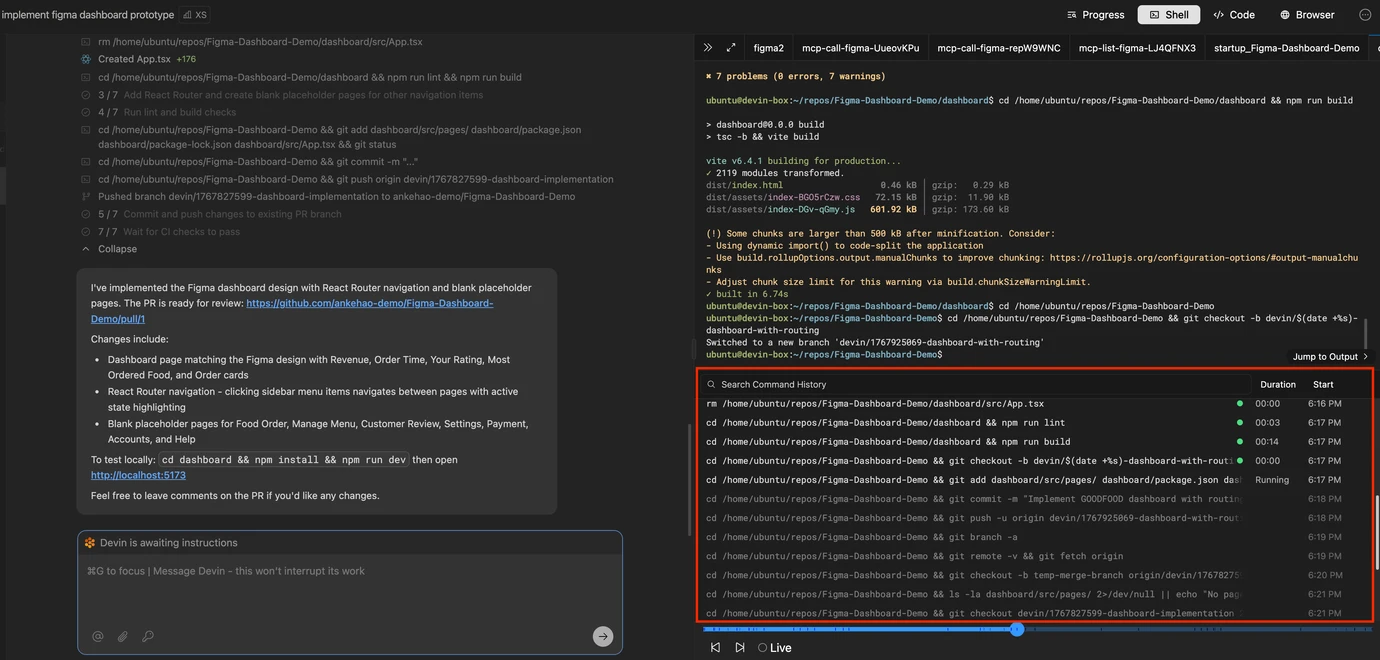 implement figma dashboard prototype XS
Progress Shell Code Browser
rm /home/ubuntu/repos/Figma-Dashboard-Demo/dashboard/src/App.tsx
Created App.tsx +176
cd /home/ubuntu/repos/Figma-Dashboard-Demo/dashboard && npm run lint && npm run build
3 / 7 Add React Router and create blank placeholder pages for other navigation items
4 / 7 Run lint and build checks
cd /home/ubuntu/repos/Figma-Dashboard-Demo && git add dashboard/src/pages/ dashboard/package.json
dashboard/package-lock.json dashboard/src/App.tsx && git status
cd /home/ubuntu/repos/Figma-Dashboard-Demo && git commit -m "..."
cd /home/ubuntu/repos/Figma-Dashboard-Demo && git push origin devin/1767827599-dashboard-implementation
Pushed branch devin/1767827599-dashboard-implementation to ankehao-demo/Figma-Dashboard-Demo
5 / 7 Commit and push changes to existing PR branch
7 / 7 Wait for CI checks to pass
Collapse
I've implemented the Figma dashboard design with React Router navigation and blank placeholder
pages. The PR is ready for review: https://github.com/ankehao-demo/Figma-Dashboard-
Demo/pull/1
Changes include:
• Dashboard page matching the Figma design with Revenue, Order Time, Your Rating, Most
Ordered Food, and Order cards
• React Router navigation - clicking sidebar menu items navigates between pages with active
state highlighting
• Blank placeholder pages for Food Order, Manage Menu, Customer Review, Settings, Payment,
Accounts, and Help
To test locally: cd dashboard && npm install && npm run dev then open
http://localhost:5173
Feel free to leave comments on the PR if you'd like any changes.
Devin is awaiting instructions
⌘G to focus | Message Devin - this won't interrupt its work
figma2 mcp-call-figma-UueovKPu mcp-call-figma-repW9WNC mcp-list-figma-LJ4QFNX3 startup_Figma-Dashboard-Demo
✖ 7 problems (0 errors, 7 warnings)
ubuntu@devin-box:~/repos/Figma-Dashboard-Demo/dashboard$ cd /home/ubuntu/repos/Figma-Dashboard-Demo/dashboard && npm run build
> dashboard@0.0.0 build
> tsc -b && vite build
vite v6.4.1 building for production...
✓ 2119 modules transformed.
dist/index.html 0.46 kB │ gzip: 0.29 kB
dist/assets/index-BGO5rCzw.css 72.15 kB │ gzip: 11.90 kB
dist/assets/index-DGv-qGmy.js 601.92 kB │ gzip: 173.60 kB
(!) Some chunks are larger than 500 kB after minification. Consider:
- Using dynamic import() to code-split the application
- Use build.rollupOptions.output.manualChunks to improve chunking: https://rollupjs.org/configuration-options/#output-manualchu
nks
- Adjust chunk size limit for this warning via build.chunkSizeWarningLimit.
✓ built in 6.74s
ubuntu@devin-box:~/repos/Figma-Dashboard-Demo/dashboard$ cd /home/ubuntu/repos/Figma-Dashboard-Demo
ubuntu@devin-box:~/repos/Figma-Dashboard-Demo$ cd /home/ubuntu/repos/Figma-Dashboard-Demo && git checkout -b devin/$(date +%s)-
dashboard-with-routing
Switched to a new branch 'devin/1767925069-dashboard-with-routing'
ubuntu@devin-box:~/repos/Figma-Dashboard-Demo$
Jump to Output
Search Command History Duration Start
rm /home/ubuntu/repos/Figma-Dashboard-Demo/dashboard/src/App.tsx 00:00 6:16 PM
cd /home/ubuntu/repos/Figma-Dashboard-Demo/dashboard && npm run lint 00:03 6:17 PM
cd /home/ubuntu/repos/Figma-Dashboard-Demo/dashboard && npm run build 00:14 6:17 PM
cd /home/ubuntu/repos/Figma-Dashboard-Demo && git checkout -b devin/$(date +%s)-dashboard-with-routi 00:00 6:17 PM
cd /home/ubuntu/repos/Figma-Dashboard-Demo && git add dashboard/src/pages/ dashboard/package.json das Running 6:17 PM
cd /home/ubuntu/repos/Figma-Dashboard-Demo && git commit -m "Implement GOODFOOD dashboard with routing 6:18 PM
cd /home/ubuntu/repos/Figma-Dashboard-Demo && git push -u origin devin/1767925069-dashboard-with-rout 6:18 PM
cd /home/ubuntu/repos/Figma-Dashboard-Demo && git branch -a 6:19 PM
cd /home/ubuntu/repos/Figma-Dashboard-Demo && git remote -v && git fetch origin 6:19 PM
cd /home/ubuntu/repos/Figma-Dashboard-Demo && git checkout -b temp-merge-branch origin/devin/17678275 6:20 PM
cd /home/ubuntu/repos/Figma-Dashboard-Demo && ls -la dashboard/src/pages/ 2>/dev/null || echo "No pag 6:21 PM
cd /home/ubuntu/repos/Figma-Dashboard-Demo && git checkout devin/1767827599-dashboard-implementation 6:21 PM
Live